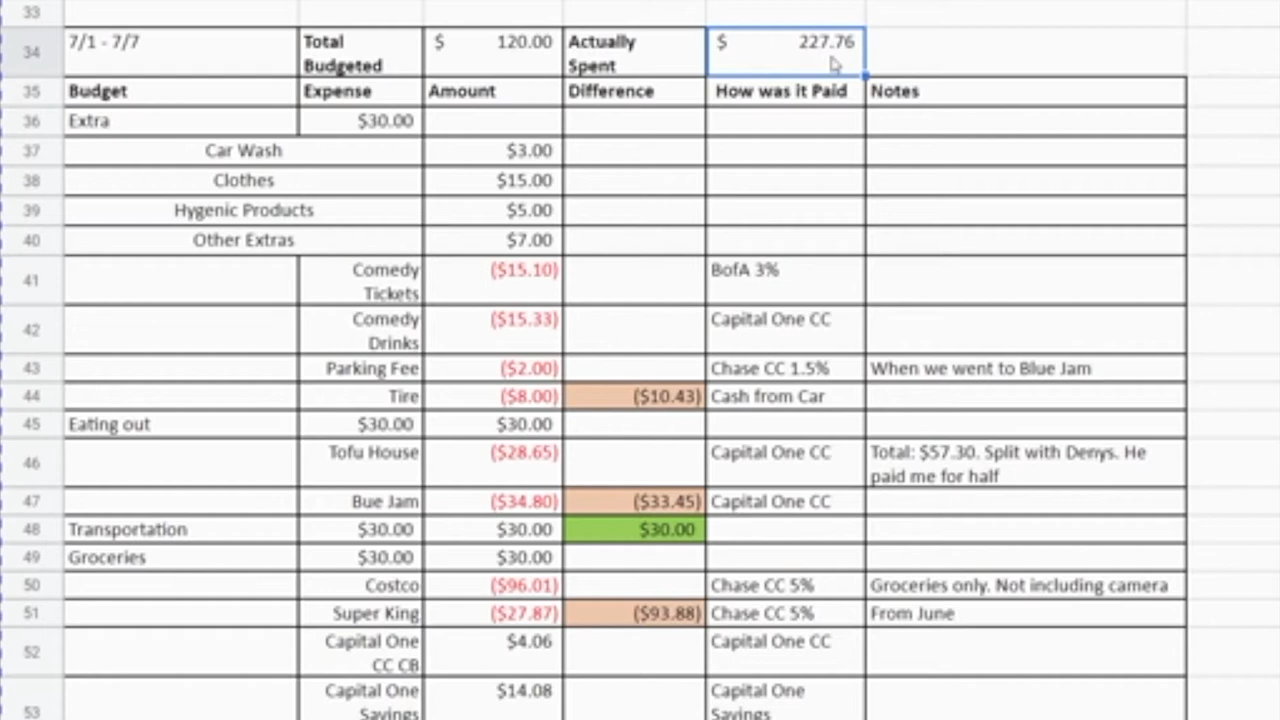 33
34 7/1 - 7/7 Total Budgeted $ 120.00 Actually Spent $ 227.76
35 Budget Expense Amount Difference How was it Paid Notes
36 Extra $30.00
37 Car Wash $3.00
38 Clothes $15.00
39 Hygenic Products $5.00
40 Other Extras $7.00
41 Comedy Tickets ($15.10) BofA 3%
42 Comedy Drinks ($15.33) Capital One CC
43 Parking Fee ($2.00) Chase CC 1.5% When we went to Blue Jam
44 Tire ($8.00) ($10.43) Cash from Car
45 Eating out $30.00 $30.00
46 Tofu House ($28.65) Capital One CC Total: $57.30. Split with Denys. He paid me for half
47 Bue Jam ($34.80) ($33.45) Capital One CC
48 Transportation $30.00 $30.00 $30.00
49 Groceries $30.00 $30.00
50 Costco ($96.01) Chase CC 5% Groceries only. Not including camera
51 Super King ($27.87) ($93.88) Chase CC 5% From June
52 Capital One CC CB $4.06 Capital One CC
53 Capital One Savings $14.08 Capital One Savings